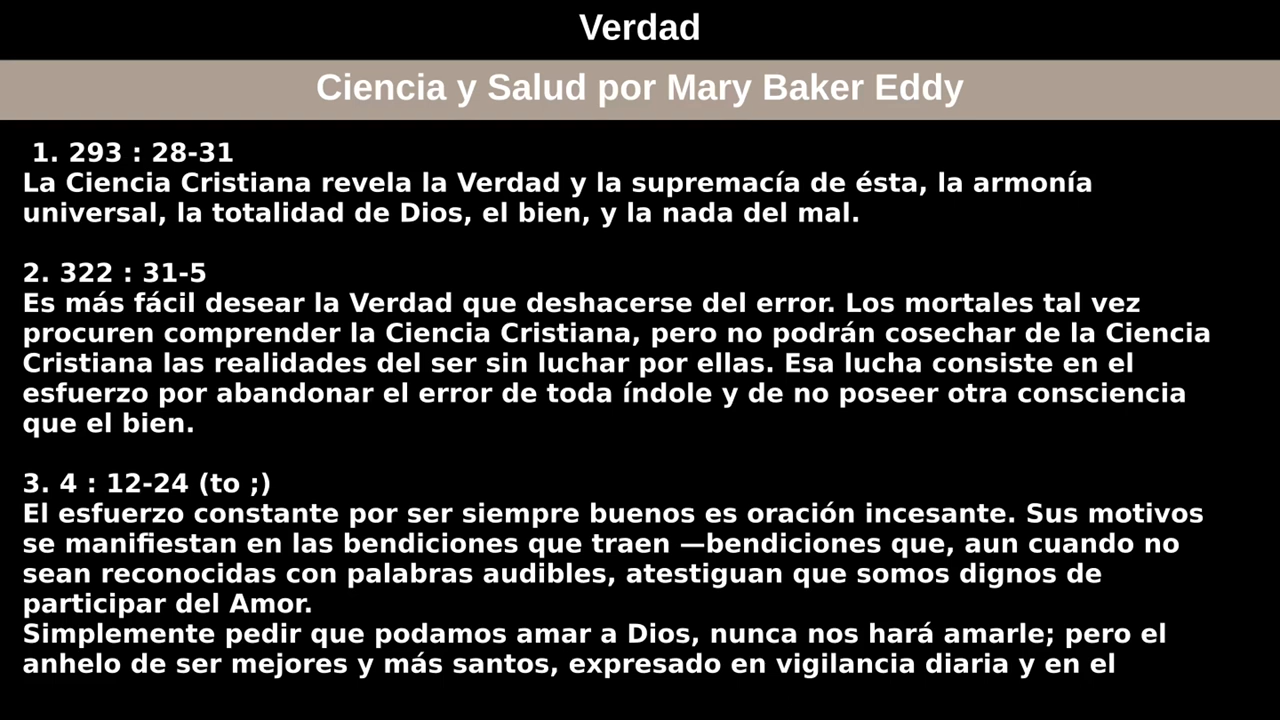 Verdad
Ciencia y Salud por Mary Baker Eddy
1. 293 : 28-31
La Ciencia Cristiana revela la Verdad y la supremacía de ésta, la armonía
universal, la totalidad de Dios, el bien, y la nada del mal.
2. 322 : 31-5
Es más fácil desear la Verdad que deshacerse del error. Los mortales tal vez
procuren comprender la Ciencia Cristiana, pero no podrán cosechar de la Ciencia
Cristiana las realidades del ser sin luchar por ellas. Esa lucha consiste en el
esfuerzo por abandonar el error de toda índole y de no poseer otra consciencia
que el bien.
3. 4 : 12-24 (to ;)
El esfuerzo constante por ser siempre buenos es oración incesante. Sus motivos
se manifiestan en las bendiciones que traen —bendiciones que, aun cuando no
sean reconocidas con palabras audibles, atestiguan que somos dignos de
participar del Amor.
Simplemente pedir que podamos amar a Dios, nunca nos hará amarle; pero el
anhelo de ser mejores y más santos, expresado en vigilancia diaria y en el